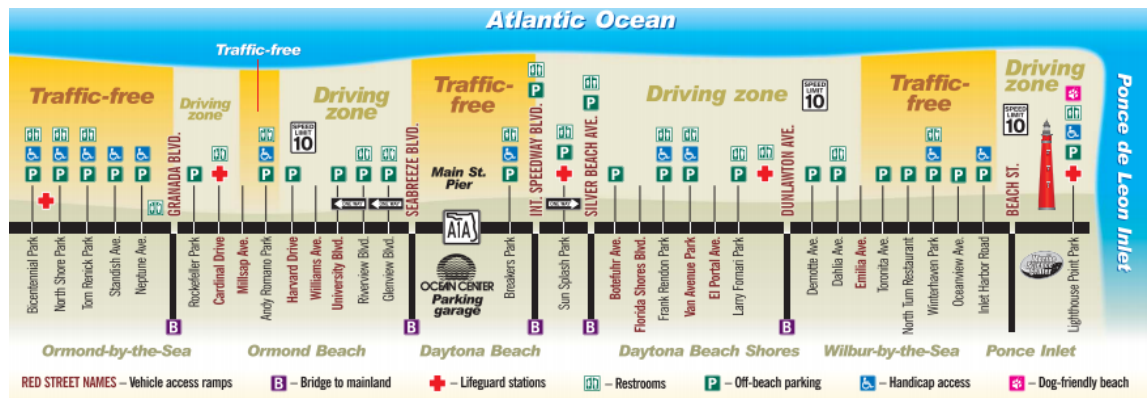 Atlantic Ocean
Traffic-free
Traffic-free
Driving
zone
Driving
zone
Traffic-
free
Driving zone
Traffic-
free
Driving
zone
Ponce de Leon Inlet
SPEED
LIMIT
10
SPEED
LIMIT
10
SPEED
LIMIT
10
GRANADA BLVD.
SEABREEZE BLVD.
INT. SPEEDWAY BLVD.
SILVER BEACH AVE.
DUNLAWTON AVE.
BEACH ST.
Main St.
Pier
ONE WAY
ONE WAY
ONE WAY
A1A
OCEAN CENTER
Parking
garage
Bicentennial Park
North Shore Park
Tom Renick Park
Standish Ave.
Neptune Ave.
Rockefeller Park
Cardinal Drive
Millsap Ave.
Andy Romano Park
Harvard Drive
Williams Ave.
University Blvd.
Riverview Blvd.
Glenview Blvd.
Breakers Park
Sun Splash Park
Botefuhr Ave.
Florida Shores Blvd.
Frank Rendon Park
Van Avenue Park
El Portal Ave.
Larry Fornari Park
Demotte Ave.
Dahlia Ave.
Emilia Ave.
Toronita Ave.
North Turn Restaurant
Winterhaven Park
Oceanview Ave.
Inlet Harbor Road
Lighthouse Point Park
Marine
Science
Center
B
B
B
B
Ormond-by-the-Sea
Ormond Beach
Daytona Beach
Daytona Beach Shores
Wilbur-by-the-Sea
Ponce Inlet
RED STREET NAMES – Vehicle access ramps
B – Bridge to mainland
– Lifeguard stations
– Restrooms
P – Off-beach parking
– Handicap access
– Dog-friendly beach